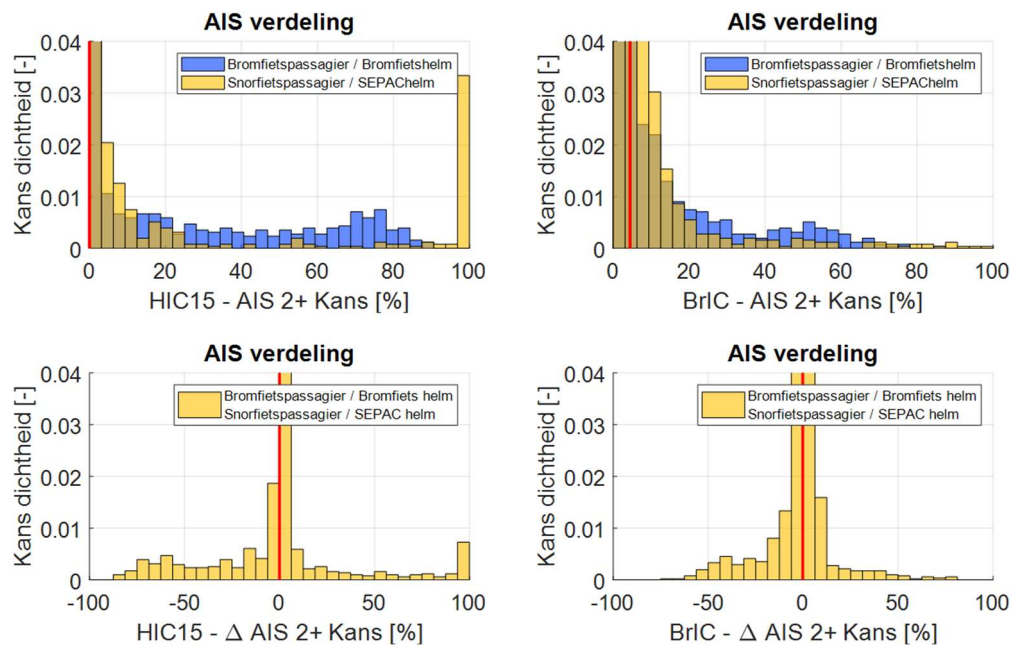 AIS verdeling
Kans dichtheid [-]
0.04
0.03
0.02
0.01
0
Bromfietspassagier / Bromfietshelm
Snorfietspassagier / SEPAChelm
0 20 40 60 80 100
HIC15 - AIS 2+ Kans [%]
AIS verdeling
Kans dichtheid [-]
0.04
0.03
0.02
0.01
0
Bromfietspassagier / Bromfietshelm
Snorfietspassagier / SEPAChelm
0 20 40 60 80 100
BrIC - AIS 2+ Kans [%]
AIS verdeling
Kans dichtheid [-]
0.04
0.03
0.02
0.01
0
Bromfietspassagier / Bromfiets helm
Snorfietspassagier / SEPAC helm
-100 -50 0 50 100
HIC15 - Δ AIS 2+ Kans [%]
AIS verdeling
Kans dichtheid [-]
0.04
0.03
0.02
0.01
0
Bromfietspassagier / Bromfiets helm
Snorfietspassagier / SEPAC helm
-100 -50 0 50 100
BrIC - Δ AIS 2+ Kans [%]